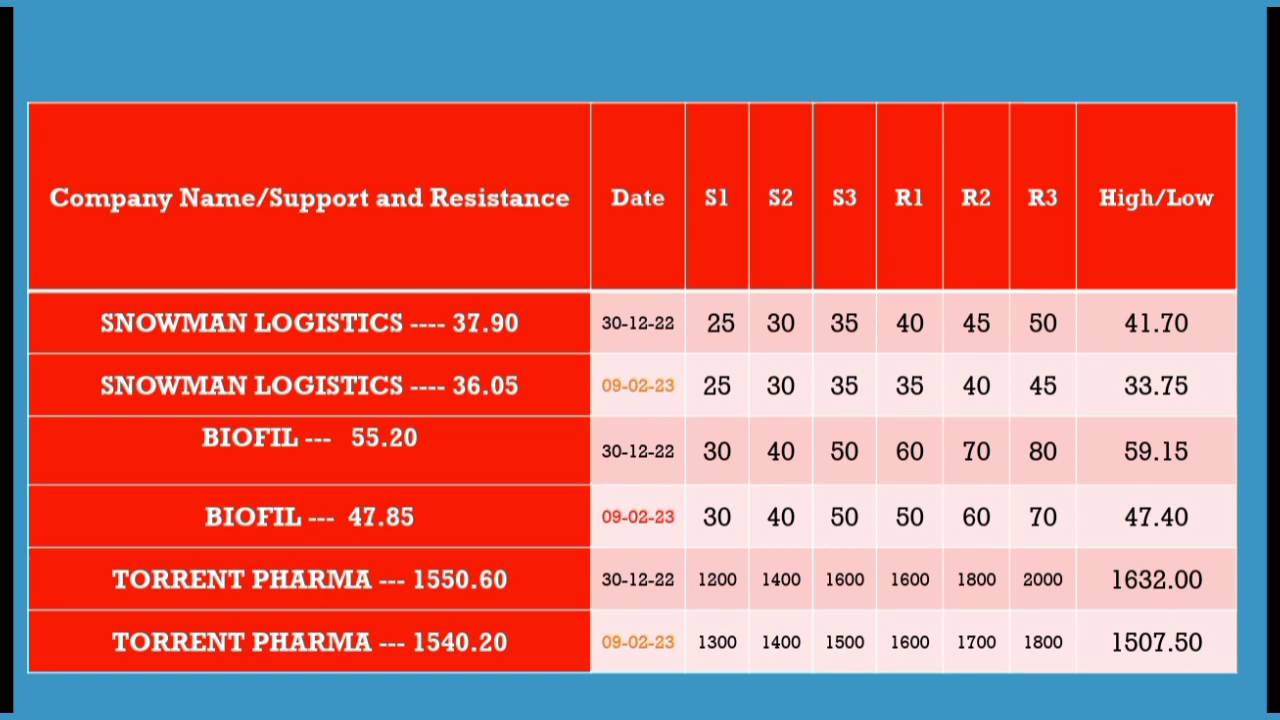 Company Name/Support and Resistance Date S1 S2 S3 R1 R2 R3 High/Low
SNOWMAN LOGISTICS ---- 37.90 30-12-22 25 30 35 40 45 50 41.70
SNOWMAN LOGISTICS ---- 36.05 09-02-23 25 30 35 35 40 45 33.75
BIOFIL --- 55.20 30-12-22 30 40 50 60 70 80 59.15
BIOFIL --- 47.85 09-02-23 30 40 50 50 60 70 47.40
TORRENT PHARMA --- 1550.60 30-12-22 1200 1400 1600 1600 1800 2000 1632.00
TORRENT PHARMA --- 1540.20 09-02-23 1300 1400 1500 1600 1700 1800 1507.50